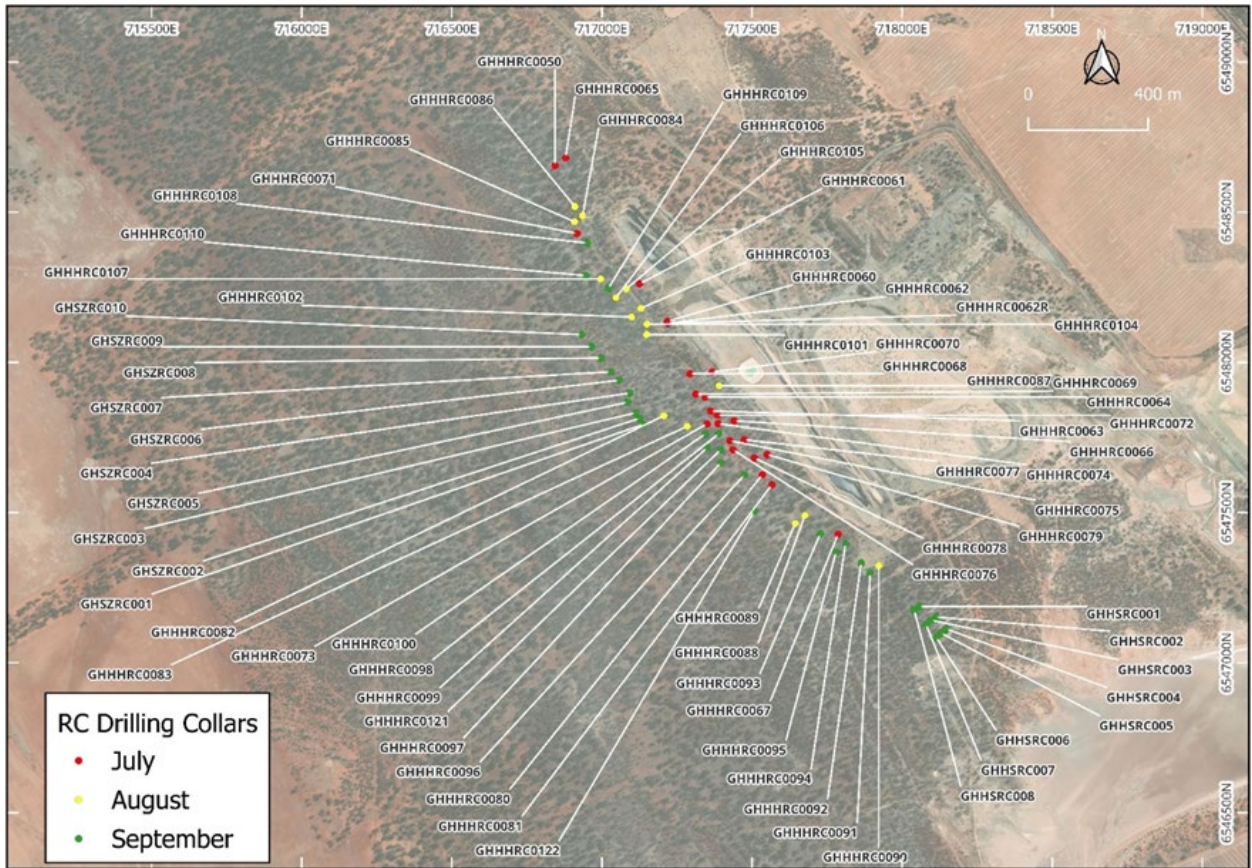 715500E
716000E
716500E
717000E
717500E
718000E
718500E
719000E
6549000N
6548500N
6548000N
6547500N
6547000N
6546500N
N
0 400 m
GHHHRC0050
GHHHRC0065
GHHHRC0086
GHHHRC0084
GHHHRC0109
GHHHRC0106
GHHHRC0085
GHHHRC0105
GHHHRC0071
GHHHRC0061
GHHHRC0108
GHHHRC0110
GHHHRC0103
GHHHRC0107
GHHHRC0060
GHHHRC0102
GHHHRC0062
GHSZRC010
GHHHRC0062R
GHHHRC0104
GHSZRC009
GHHHRC0101
GHHHRC0070
GHSZRC008
GHHHRC0068
GHHHRC0087
GHHHRC0069
GHSZRC007
GHHHRC0064
GHHHRC0072
GHSZRC006
GHHHRC0063
GHHHRC0066
GHSZRC004
GHHHRC0077
GHHHRC0074
GHSZRC005
GHHHRC0075
GHSZRC003
GHHHRC0079
GHHHRC0078
GHSZRC002
GHHHRC0076
GHSZRC001
GHHHRC0089
GHHSRC001
GHHHRC0082
GHHHRC0100
GHHHRC0088
GHHSRC002
GHHHRC0073
GHHHRC0083
GHHHRC0098
GHHHRC0093
GHHSRC003
GHHHRC0099
GHHHRC0067
GHHSRC004
GHHHRC0121
GHHSRC005
GHHHRC0097
GHHHRC0095
GHHSRC006
GHHHRC0096
GHHHRC0094
GHHSRC007
GHHHRC0080
GHHHRC0092
GHHSRC008
GHHHRC0081
GHHHRC0091
GHHHRC0122
GHHHRC0090
RC Drilling Collars
July
August
September